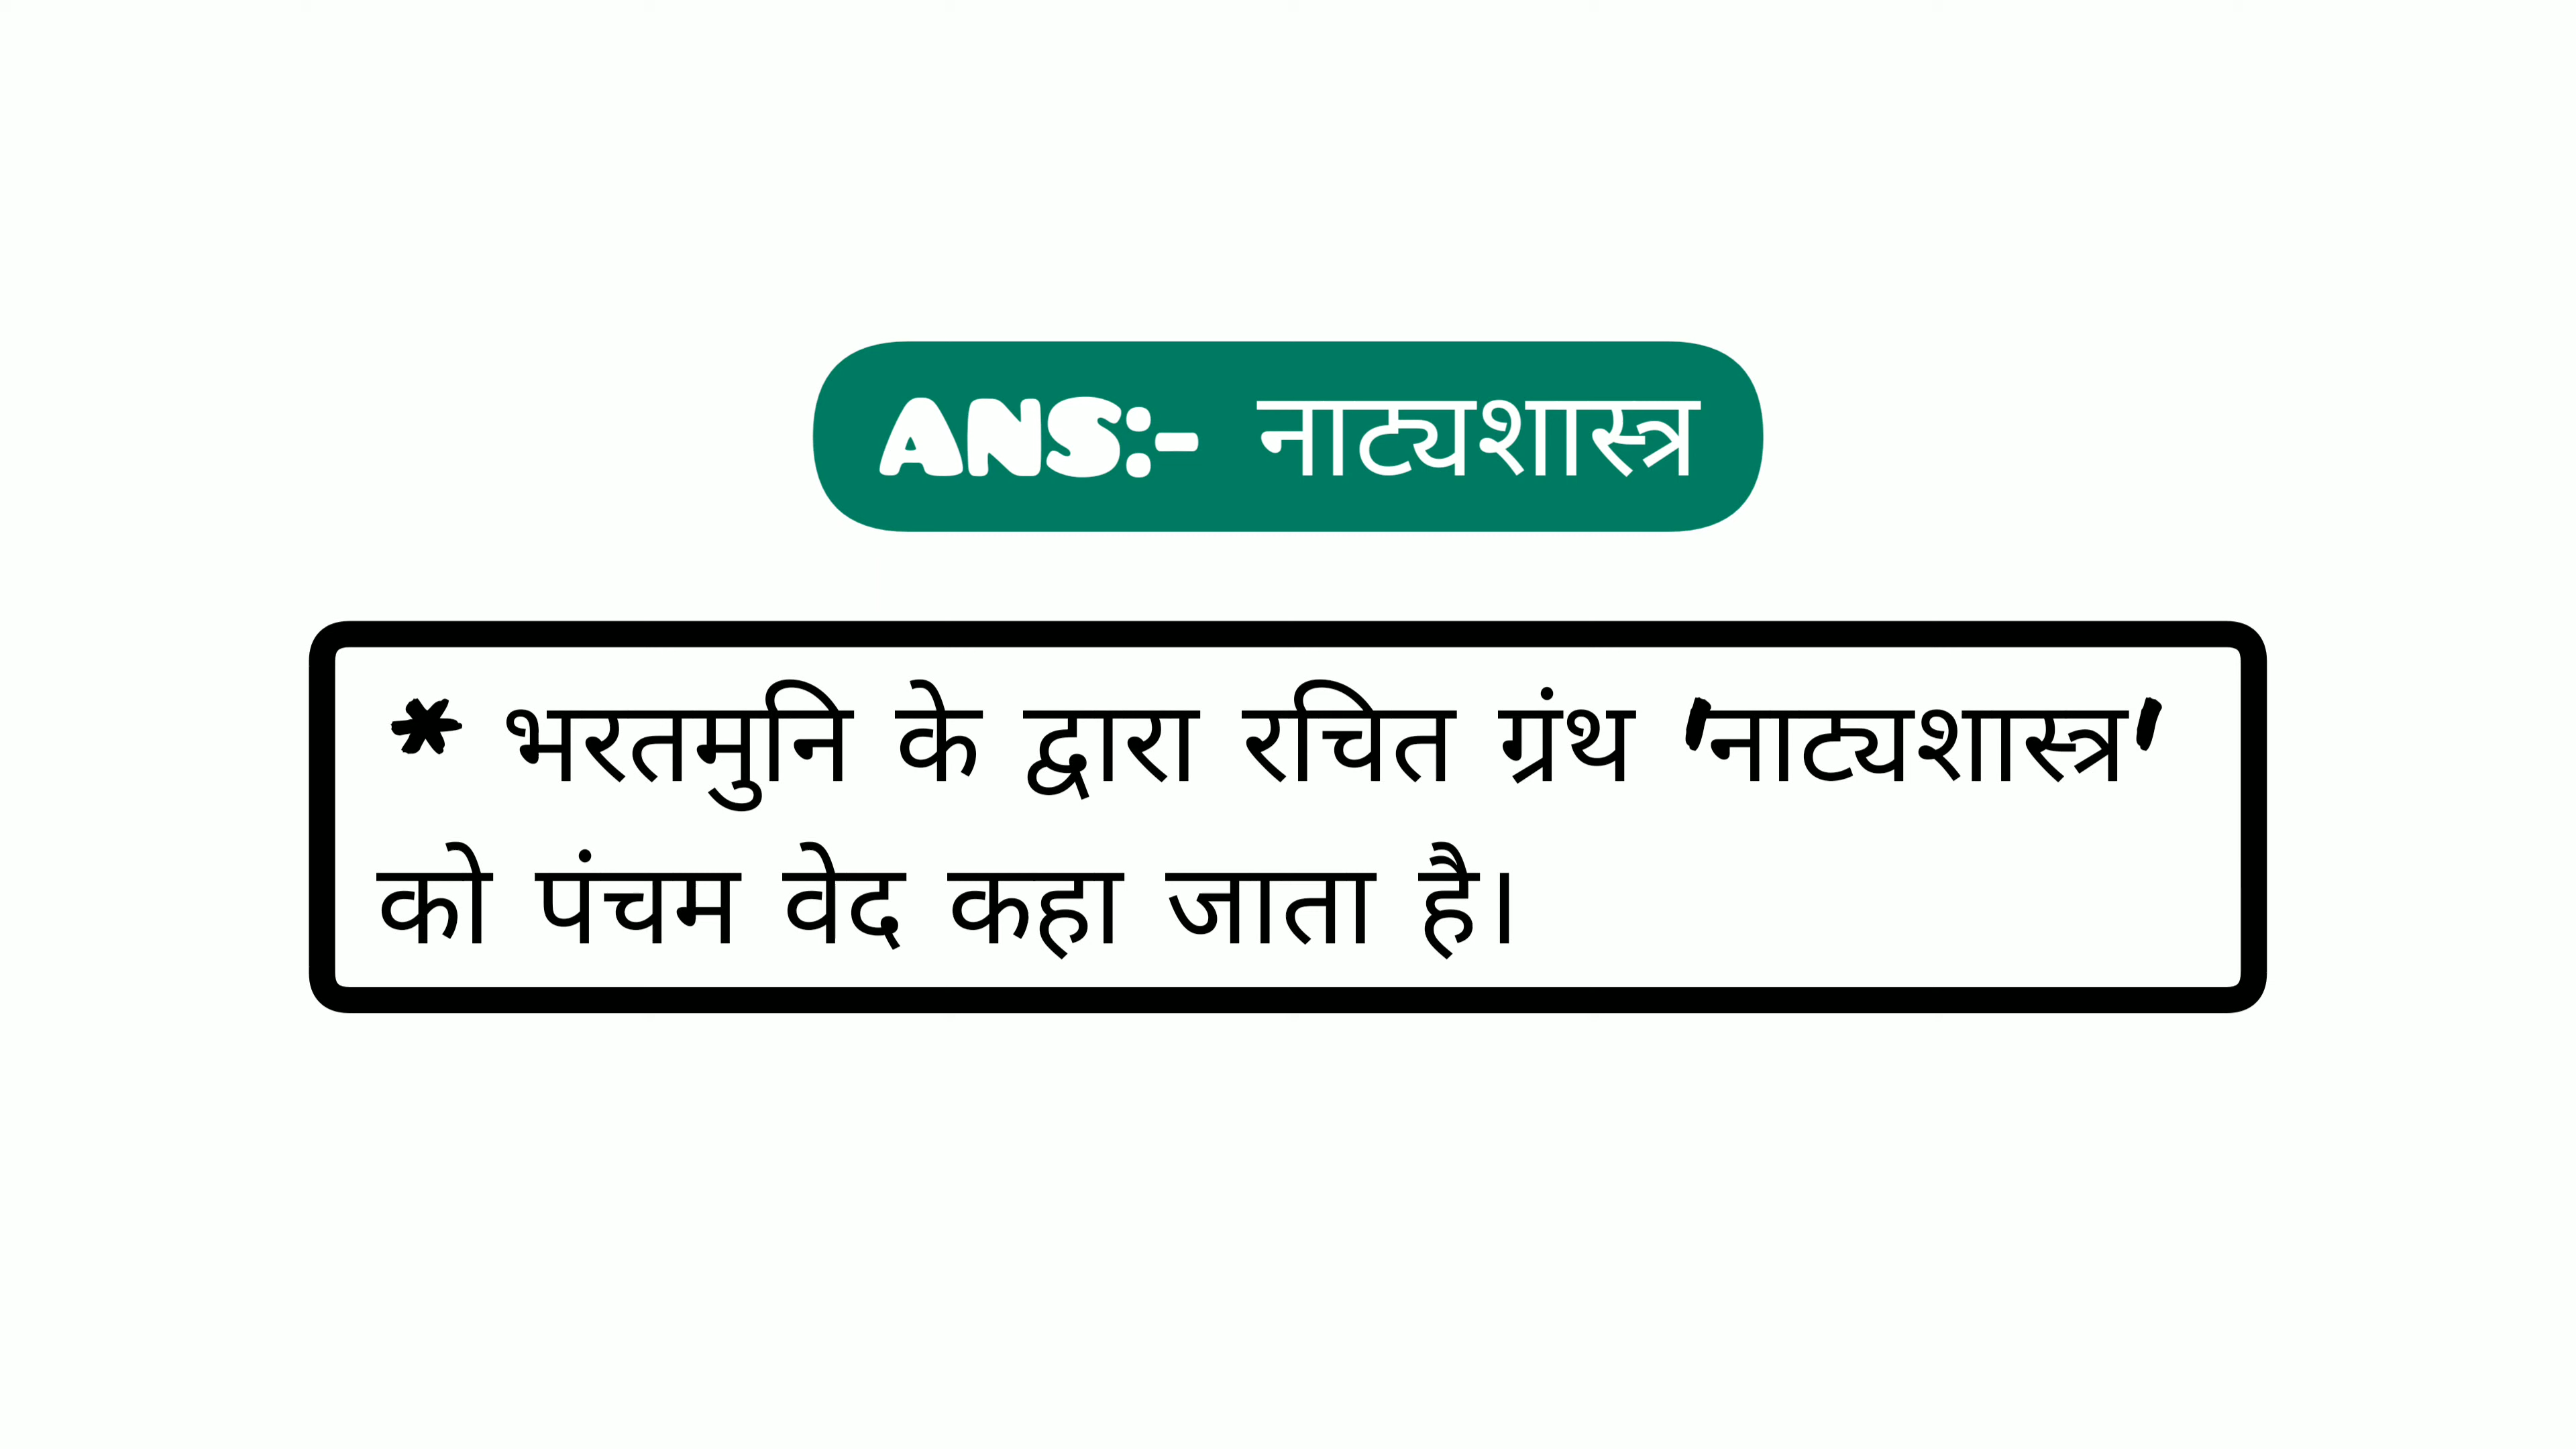 ANS:- नाट्यशास्त्र
* भरतमुनि के द्वारा रचित ग्रंथ 'नाट्यशास्त्र'
को पंचम वेद कहा जाता है।